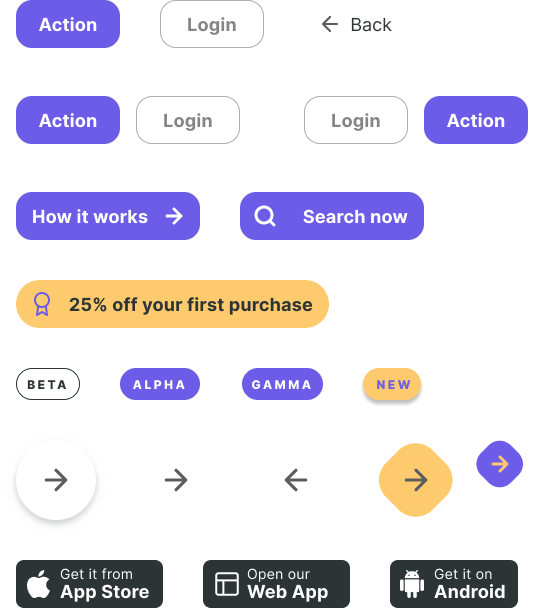 Action
Login
Back
Action
Login
Login
Action
How it works
Search now
25% off your first purchase
BETA
ALPHA
GAMMA
NEW
Get it from
App Store
Open our
Web App
Get it on
Android